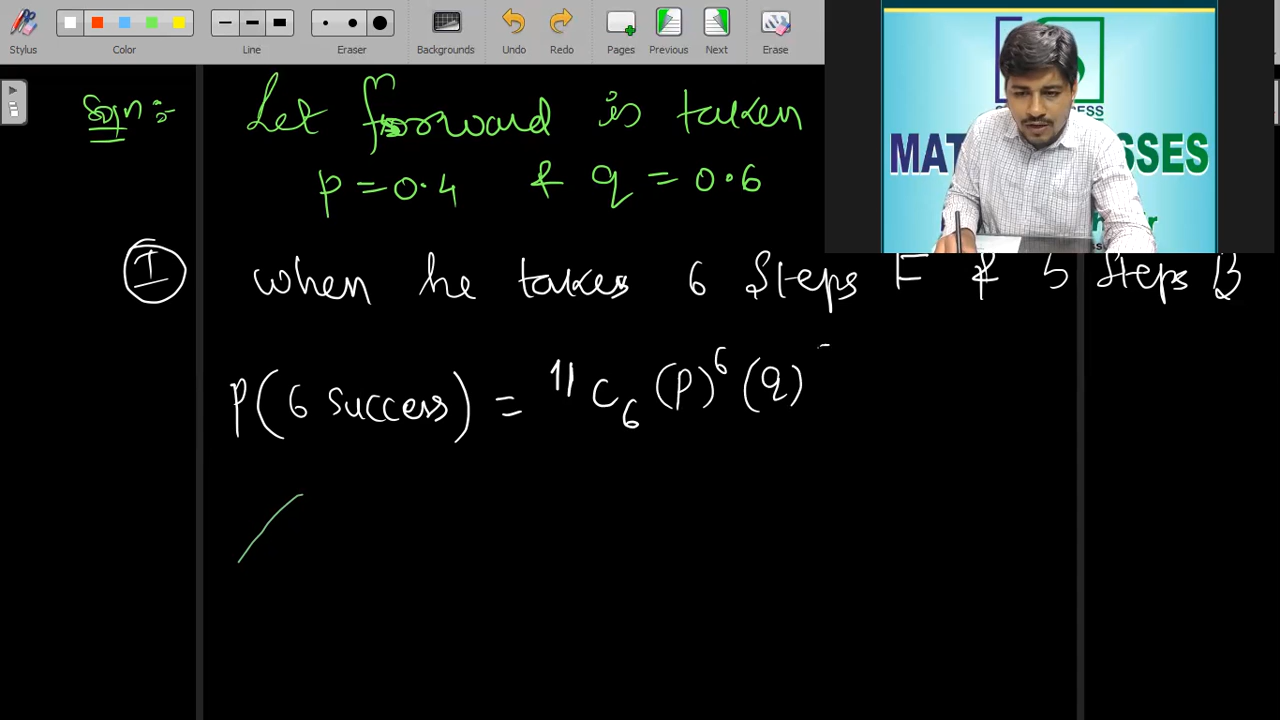 Stylus Color Line Eraser Backgrounds Undo Redo Pages Previous Next Erase
Soln :- Let forward is taken
p = 0.4 & q = 0.6
MAT SSES
I when he takes 6 steps F & 5 steps B
P(6 success) = ¹¹C₆ (p)⁶ (q)